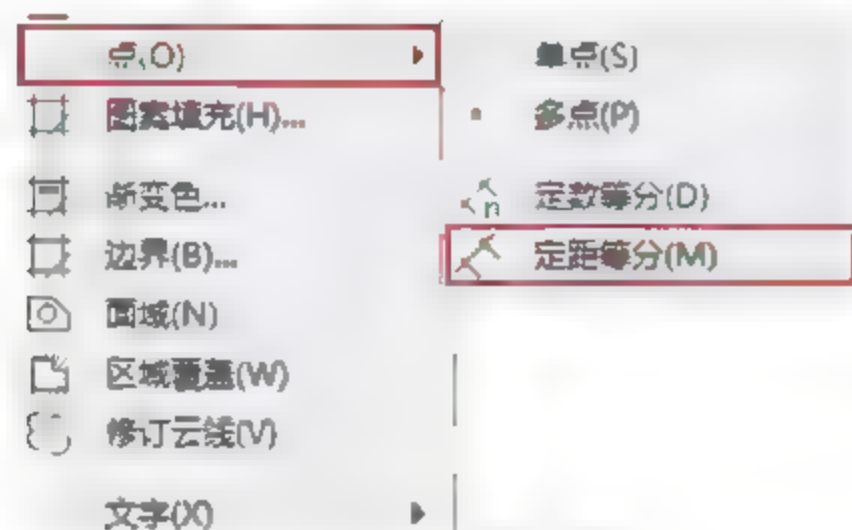 点(O)
图案填充(H)...
渐变色...
边界(B)...
面域(N)
区域覆盖(W)
修订云线(V)
文字(X)
单点(S)
多点(P)
定数等分(D)
定距等分(M)